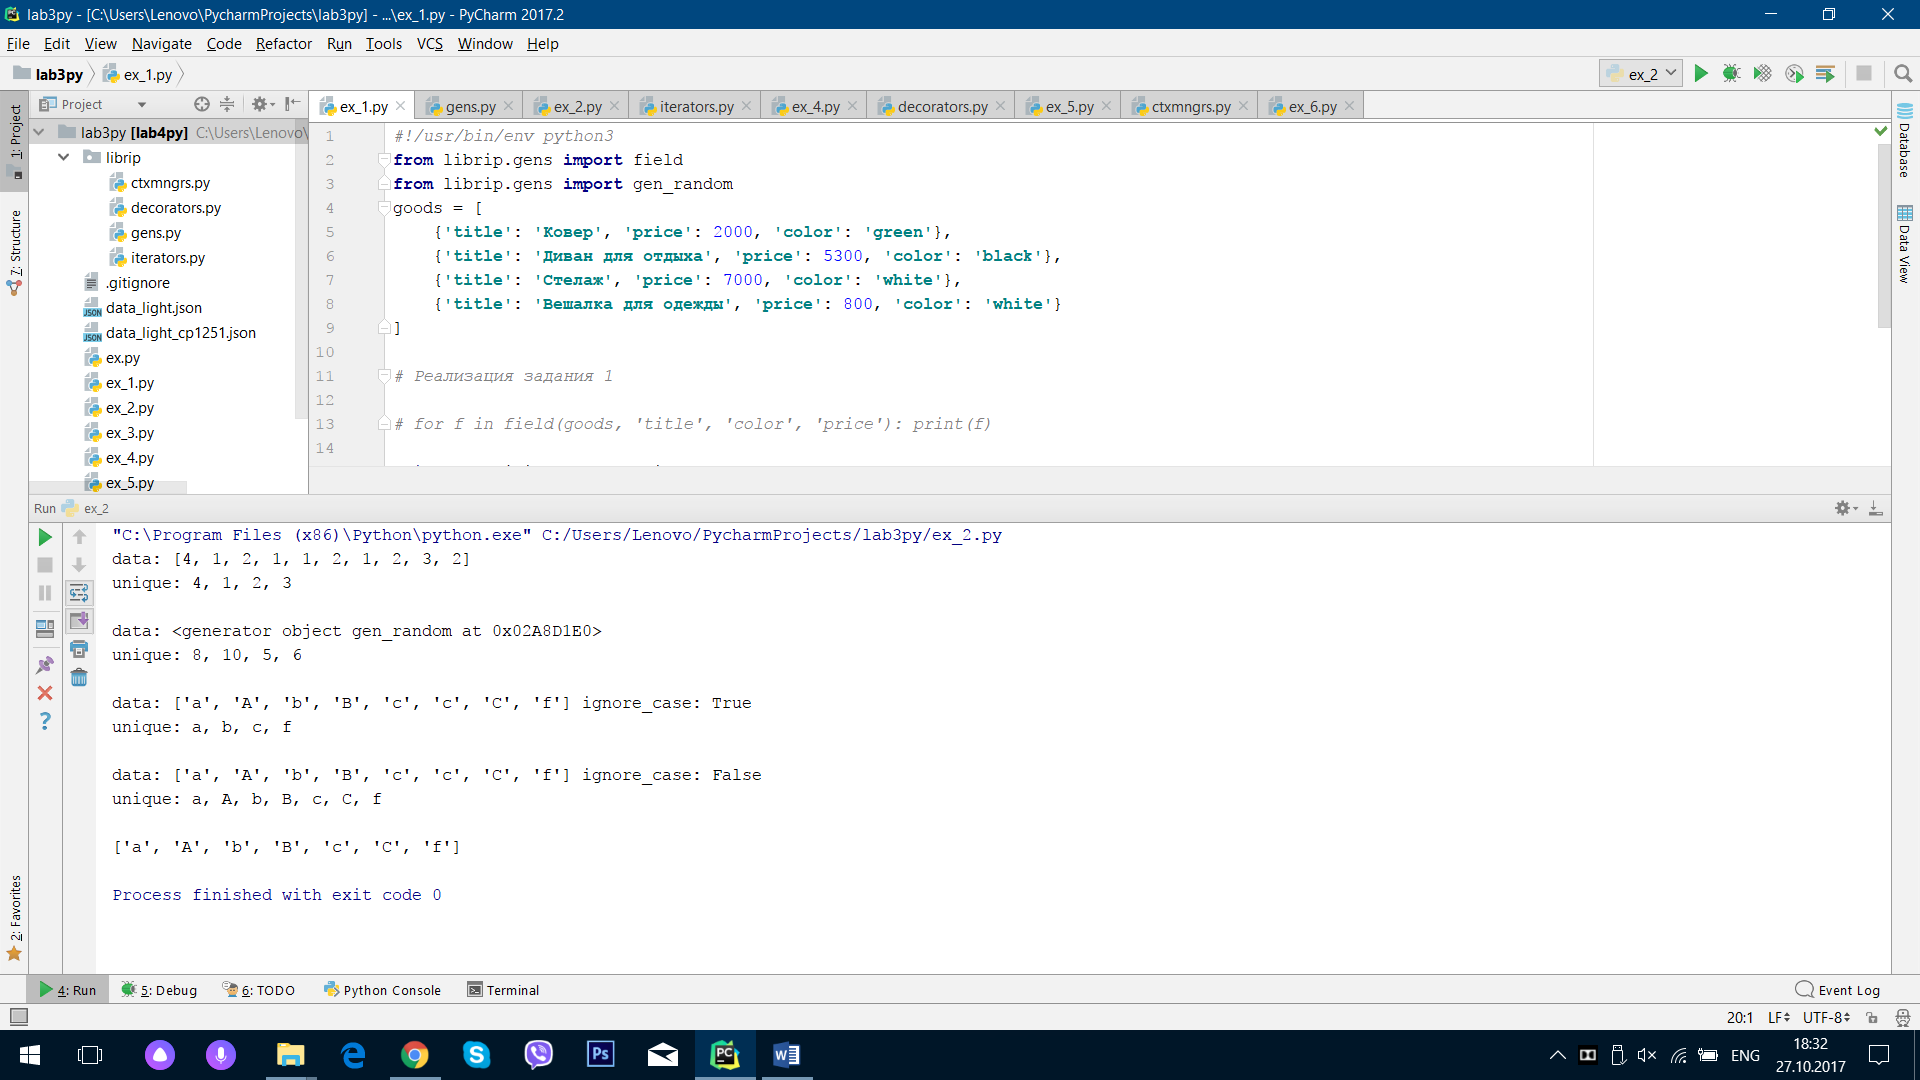 lab3py - [C:\Users\Lenovo\PycharmProjects\lab3py] - ...\ex_1.py - PyCharm 2017.2
File Edit View Navigate Code Refactor Run Tools VCS Window Help
lab3py ex_1.py ex_2
Project
ex_1.py gens.py ex_2.py iterators.py ex_4.py decorators.py ex_5.py ctxmngrs.py ex_6.py
1: Project
7: Structure
2: Favorites
lab3py [lab4py] C:\Users\Lenovo\
librip
ctxmngrs.py
decorators.py
gens.py
iterators.py
.gitignore
data_light.json
data_light_cp1251.json
ex.py
ex_1.py
ex_2.py
ex_3.py
ex_4.py
ex_5.py
1 #!/usr/bin/env python3
2 from librip.gens import field
3 from librip.gens import gen_random
4 goods = [
5 {'title': 'Ковер', 'price': 2000, 'color': 'green'},
6 {'title': 'Диван для отдыха', 'price': 5300, 'color': 'black'},
7 {'title': 'Стелаж', 'price': 7000, 'color': 'white'},
8 {'title': 'Вешалка для одежды', 'price': 800, 'color': 'white'}
9 ]
10
11 # Реализация задания 1
12
13 # for f in field(goods, 'title', 'color', 'price'): print(f)
14
Database
Data View
Run ex_2
"C:\Program Files (x86)\Python\python.exe" C:/Users/Lenovo/PycharmProjects/lab3py/ex_2.py
data: [4, 1, 2, 1, 1, 2, 1, 2, 3, 2]
unique: 4, 1, 2, 3
data: <generator object gen_random at 0x02A8D1E0>
unique: 8, 10, 5, 6
data: ['a', 'A', 'b', 'B', 'c', 'c', 'C', 'f'] ignore_case: True
unique: a, b, c, f
data: ['a', 'A', 'b', 'B', 'c', 'c', 'C', 'f'] ignore_case: False
unique: a, A, b, B, c, C, f
['a', 'A', 'b', 'B', 'c', 'C', 'f']
Process finished with exit code 0
4: Run 5: Debug 6: TODO Python Console Terminal Event Log
20:1 LF UTF-8
ENG
18:32
27.10.2017